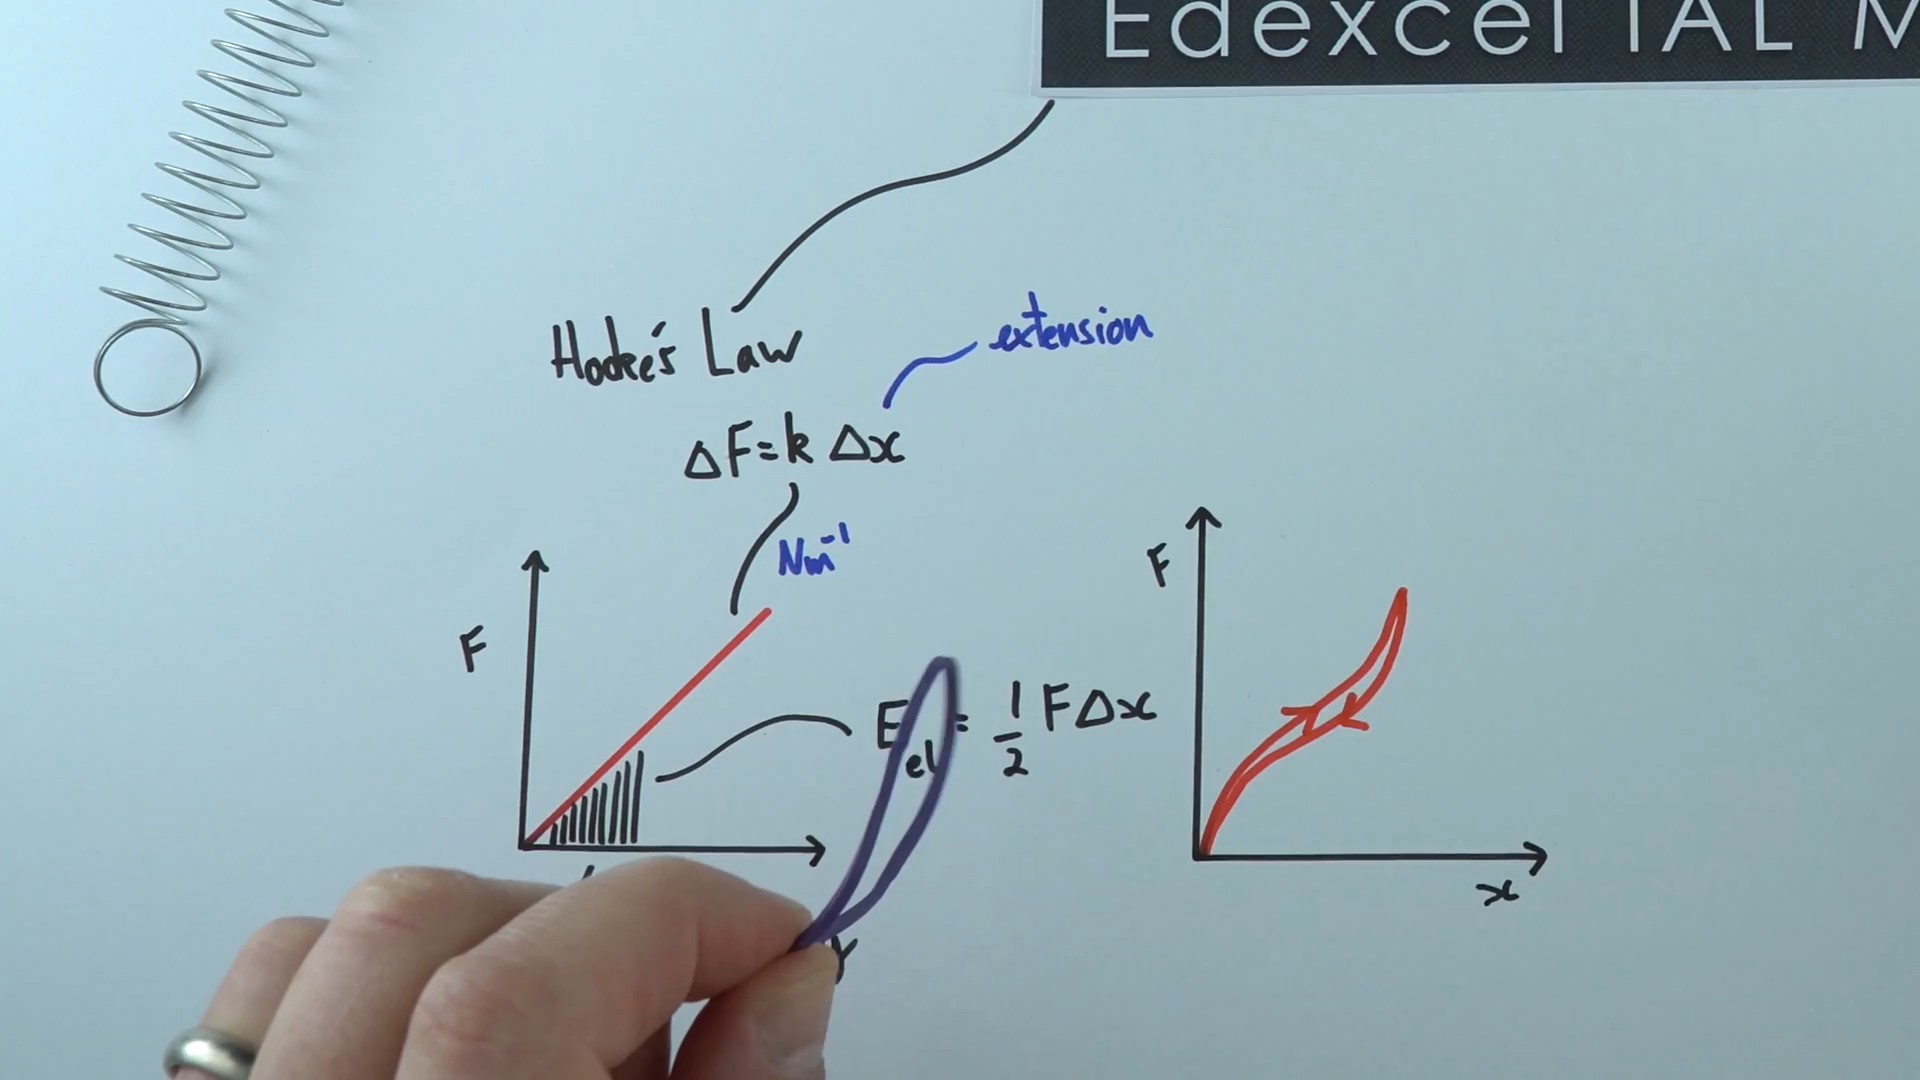 Edexcel IAL M
Hooke's Law
extension
ΔF=k Δx
Nm⁻¹
F
E el = 1/2 FΔx
F
x